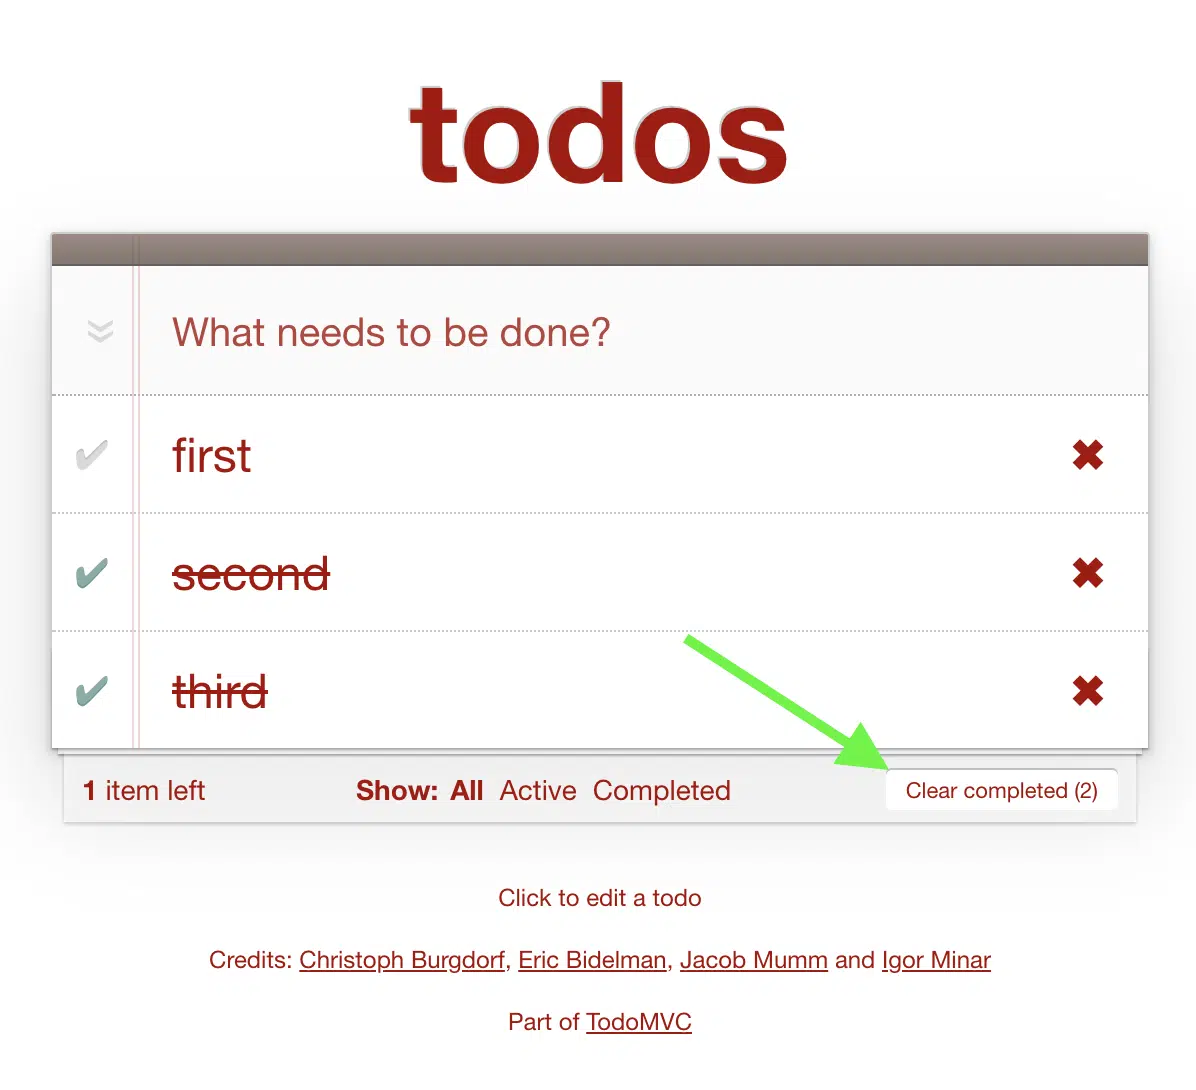 todos
What needs to be done?
first
second
third
1 item left Show: All Active Completed Clear completed (2)
Click to edit a todo
Credits: Christoph Burgdorf, Eric Bidelman, Jacob Mumm and Igor Minar
Part of TodoMVC